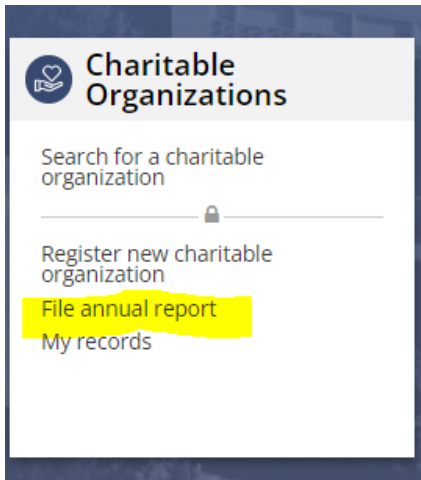 Charitable
Organizations
Search for a charitable
organization
Register new charitable
organization
File annual report
My records